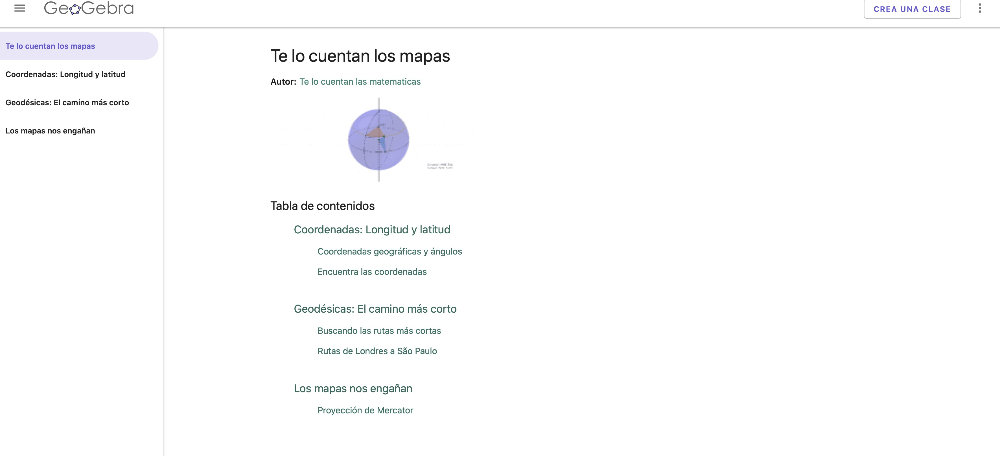 GeoGebra
CREA UNA CLASE
Te lo cuentan los mapas
Coordenadas: Longitud y latitud
Geodésicas: El camino más corto
Los mapas nos engañan
Te lo cuentan los mapas
Autor: Te lo cuentan las matematicas
Tabla de contenidos
Coordenadas: Longitud y latitud
Coordenadas geográficas y ángulos
Encuentra las coordenadas
Geodésicas: El camino más corto
Buscando las rutas más cortas
Rutas de Londres a São Paulo
Los mapas nos engañan
Proyección de Mercator